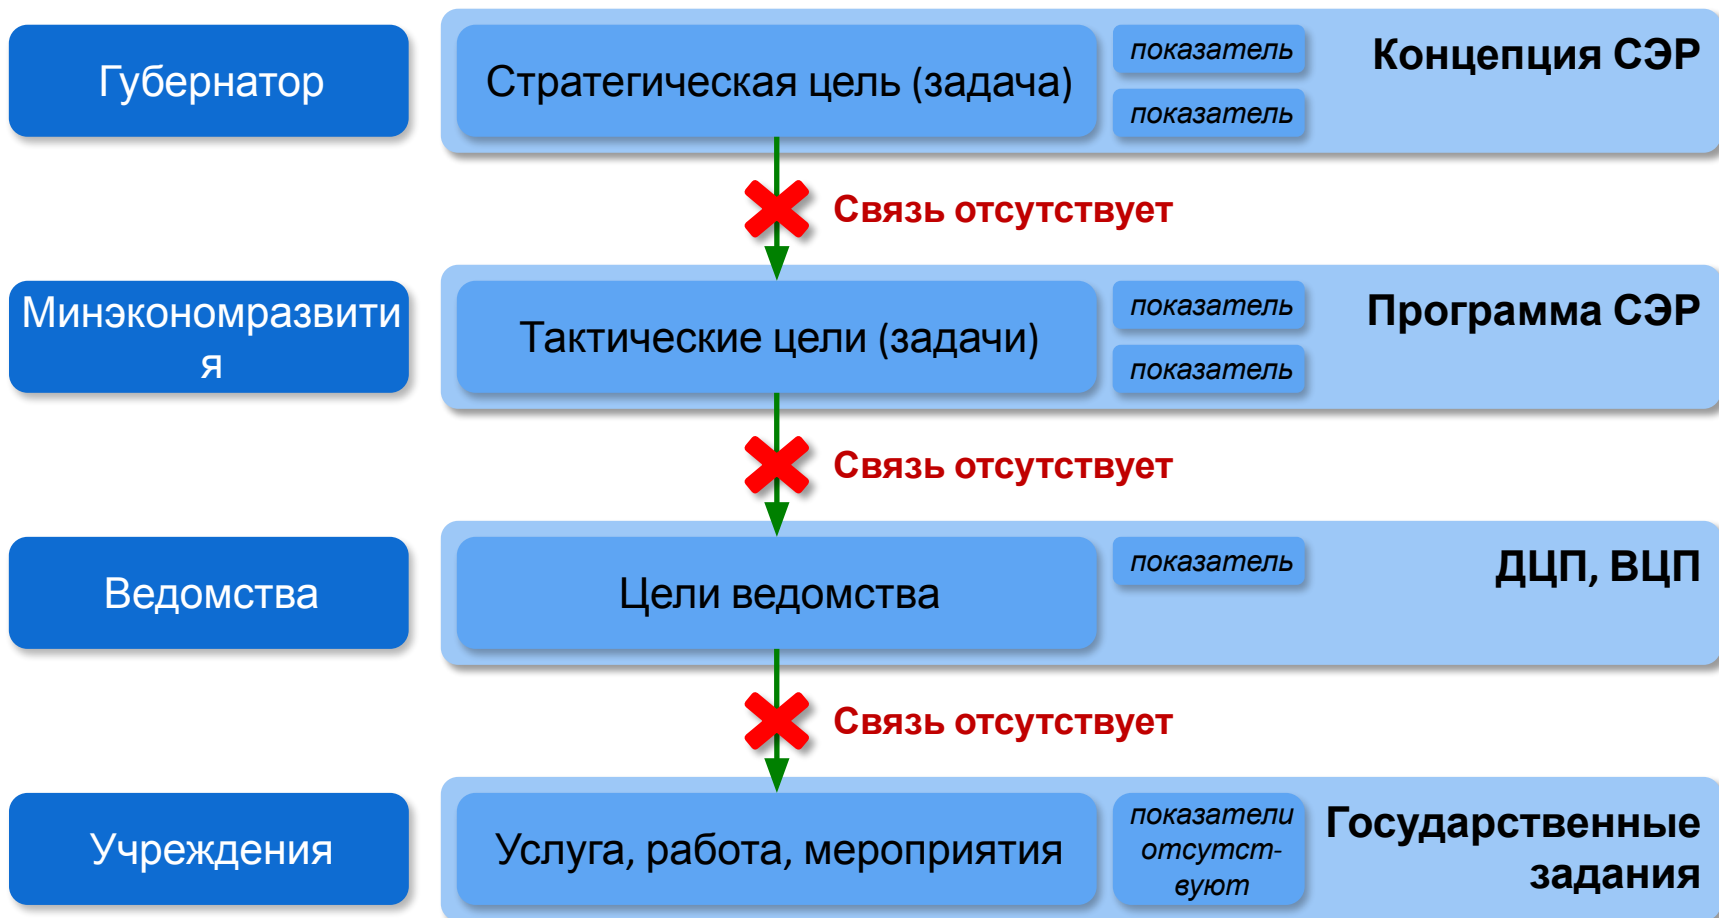 Губернатор
Стратегическая цель (задача)
показатель
показатель
Концепция СЭР
Связь отсутствует
Минэкономразвити
я
Тактические цели (задачи)
показатель
показатель
Программа СЭР
Связь отсутствует
Ведомства
Цели ведомства
показатель
ДЦП, ВЦП
Связь отсутствует
Учреждения
Услуга, работа, мероприятия
показатели
отсутст-
вуют
Государственные
задания